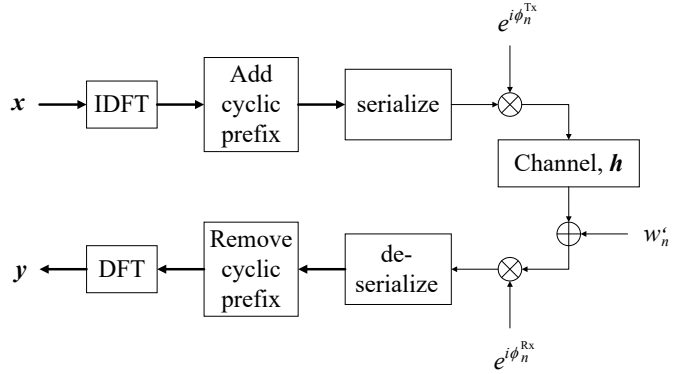 e^{iϕ_n^{Tx}}
x
IDFT
Add
cyclic
prefix
serialize
Channel, h
w'_n
y
DFT
Remove
cyclic
prefix
de-
serialize
e^{iϕ_n^{Rx}}